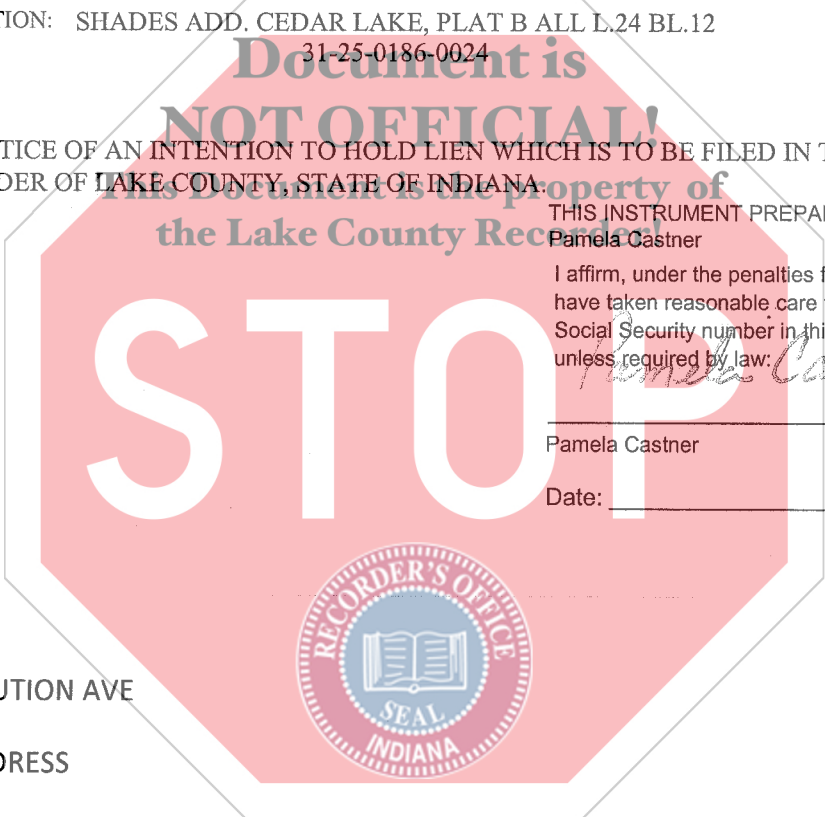 TION: SHADES ADD. CEDAR LAKE, PLAT B ALL L.24 BL.12
31-25-0186-0024
Document is
NOT OFFICIAL!
TICE OF AN INTENTION TO HOLD LIEN WHICH IS TO BE FILED IN T
DER OF LAKE COUNTY, STATE OF INDIANA.
This Document is the property of
the Lake County Recorder!
THIS INSTRUMENT PREPA
Pamela Castner
I affirm, under the penalties f
have taken reasonable care
Social Security number in thi
unless required by law:
Pamela Ca
Pamela Castner
Date:
STOP
RECORDER'S OFFICE
SEAL
INDIANA
UTION AVE
DRESS